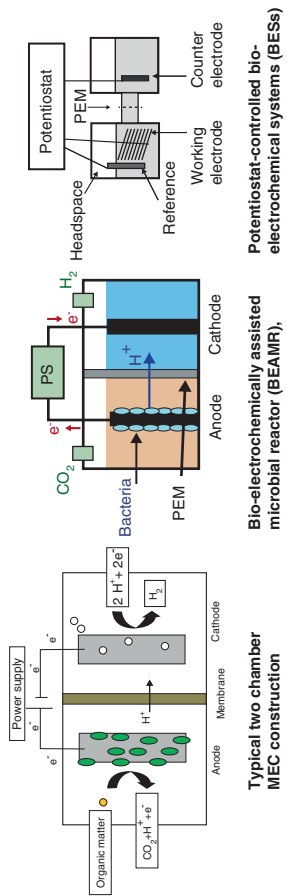 Power supply
e-
e-
e-
e-
Organic matter
CO2+H+ +e-
2 H+ + 2e-
H2
H+
Anode
Membrane
Cathode
Typical two chamber
MEC construction
PS
e-
e-
CO2
H2
H+
Bacteria
PEM
Anode
Cathode
Bio-electrochemically assisted
microbial reactor (BEAMR),
Potentiostat
PEM
Headspace
Reference
Working
electrode
Counter
electrode
Potentiostat-controlled bio-
electrochemical systems (BESs)